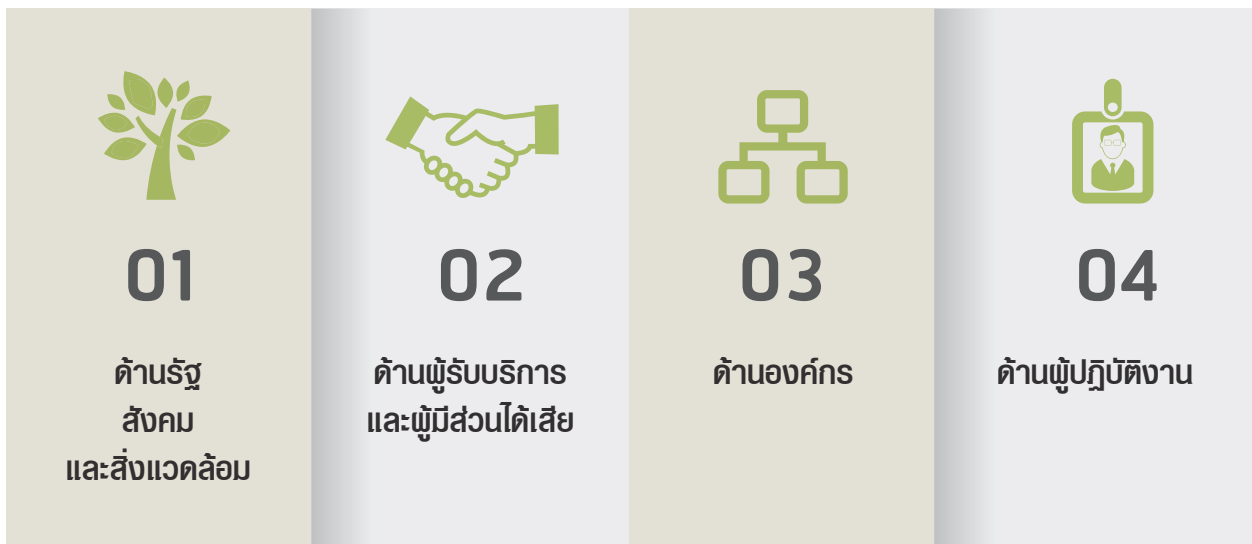 01
ด้านรัฐ
สังคม
และสิ่งแวดล้อม
02
ด้านผู้รับบริการ
และผู้มีส่วนได้เสีย
03
ด้านองค์กร
04
ด้านผู้ปฏิบัติงาน